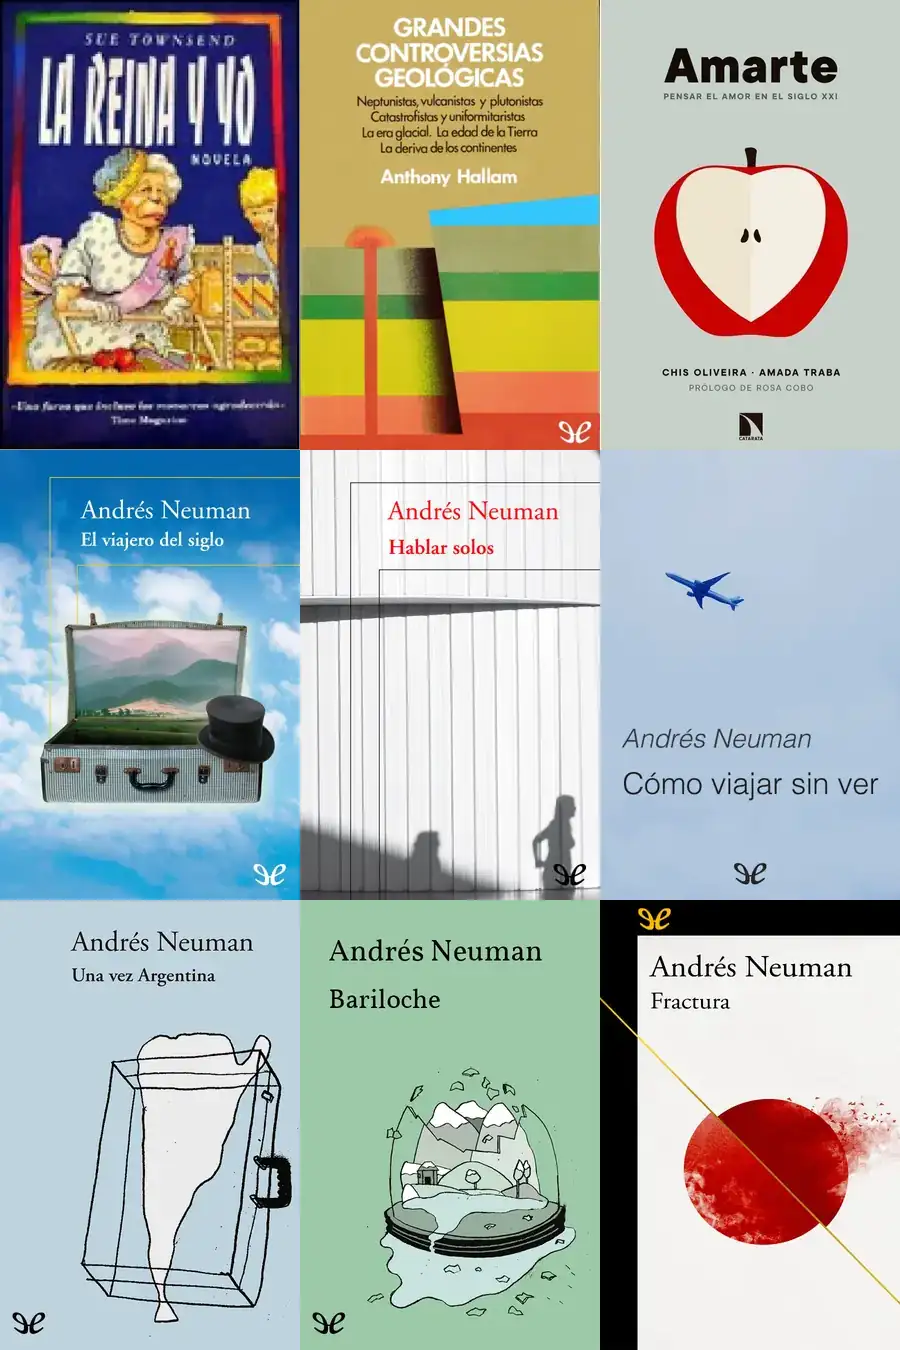 SUE TOWNSEND
LA REINA Y YO
NOVELA
«Una farsa que incluye los momentos agradecerán»
Time Magazine
GRANDES
CONTROVERSIAS
GEOLÓGICAS
Neptunistas, vulcanistas y plutonistas
Catastrofistas y uniformitaristas
La era glacial. La edad de la Tierra
La deriva de los continentes
Anthony Hallam
Amarte
PENSAR EL AMOR EN EL SIGLO XXI
CHIS OLIVEIRA · AMADA TRABA
PRÓLOGO DE ROSA COBO
CATARATA
Andrés Neuman
El viajero del siglo
Andrés Neuman
Hablar solos
Andrés Neuman
Cómo viajar sin ver
Andrés Neuman
Una vez Argentina
Andrés Neuman
Bariloche
Andrés Neuman
Fractura